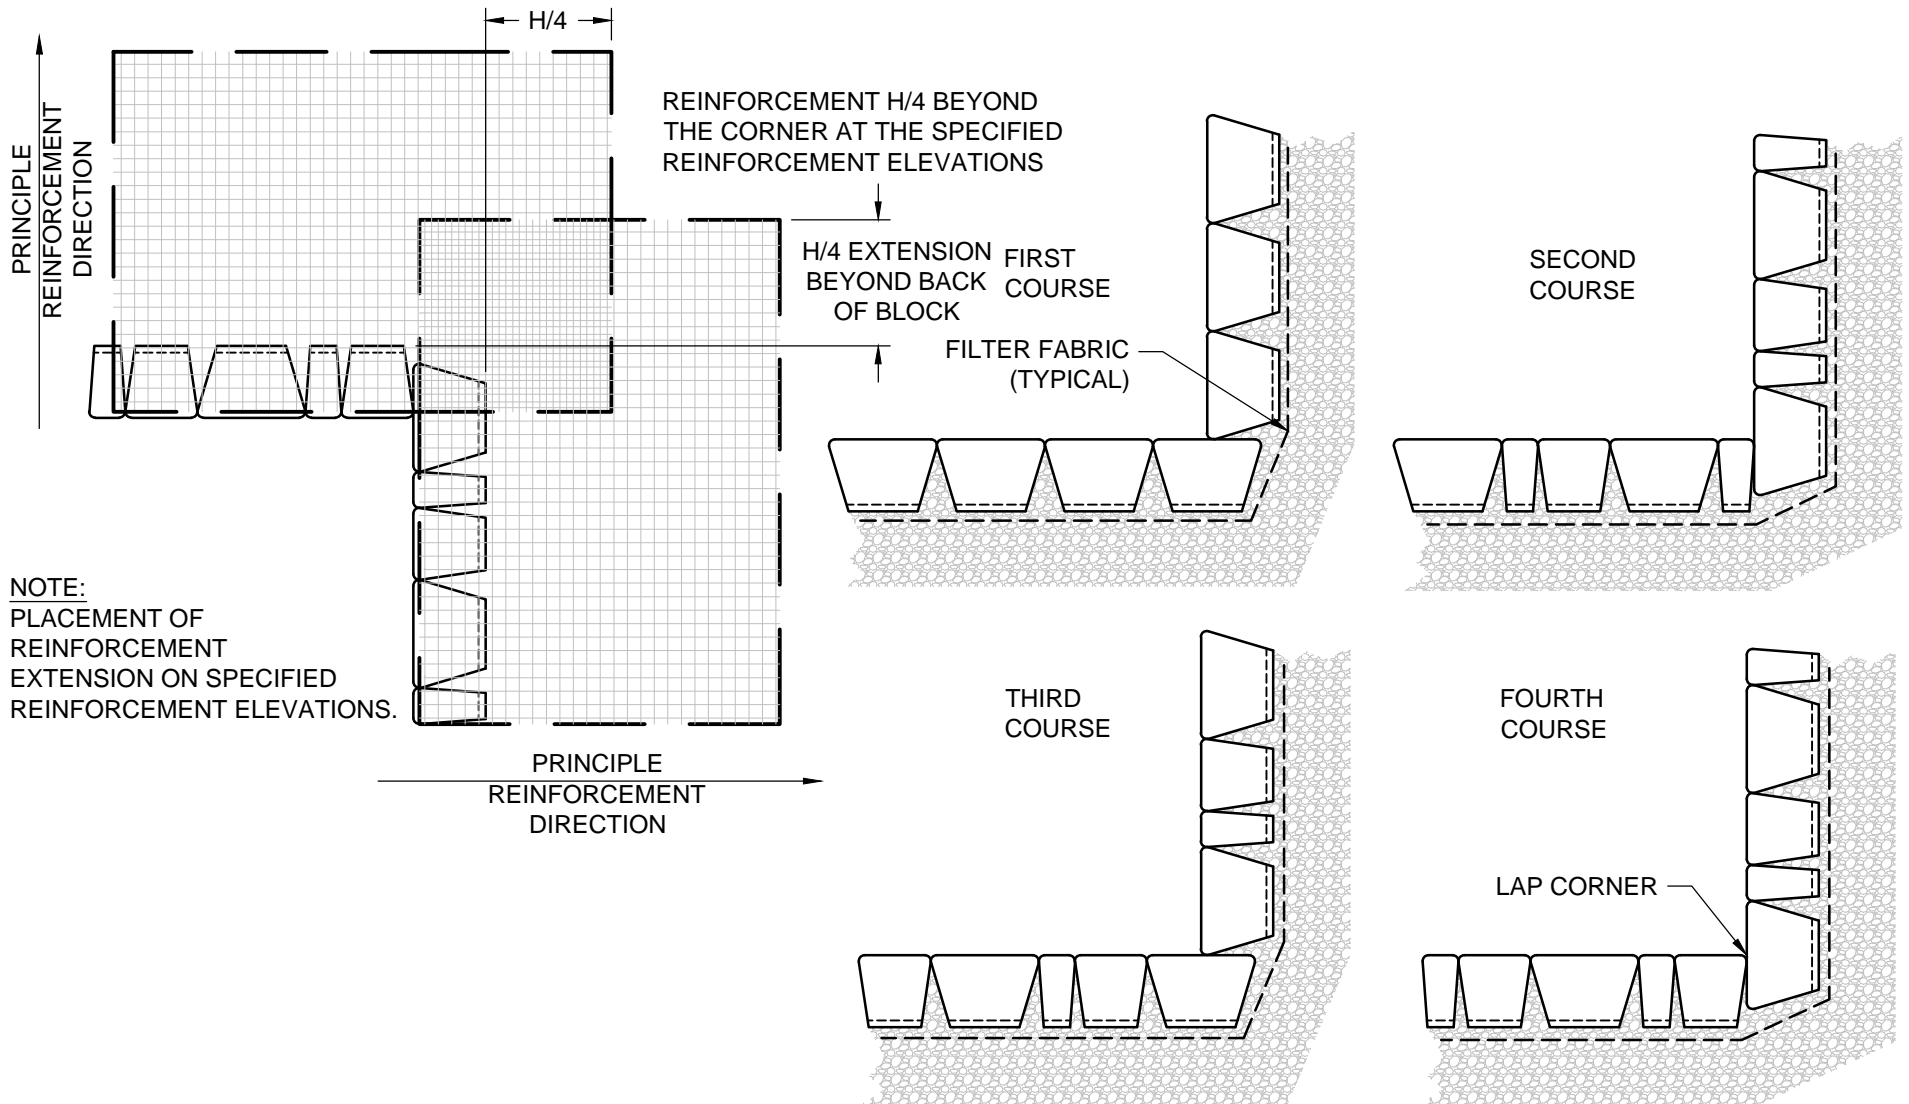 H/4
PRINCIPLE
REINFORCEMENT
DIRECTION
REINFORCEMENT H/4 BEYOND
THE CORNER AT THE SPECIFIED
REINFORCEMENT ELEVATIONS
H/4 EXTENSION
BEYOND BACK
OF BLOCK
FIRST
COURSE
FILTER FABRIC
(TYPICAL)
SECOND
COURSE
NOTE:
PLACEMENT OF
REINFORCEMENT
EXTENSION ON SPECIFIED
REINFORCEMENT ELEVATIONS.
PRINCIPLE
REINFORCEMENT
DIRECTION
THIRD
COURSE
FOURTH
COURSE
LAP CORNER